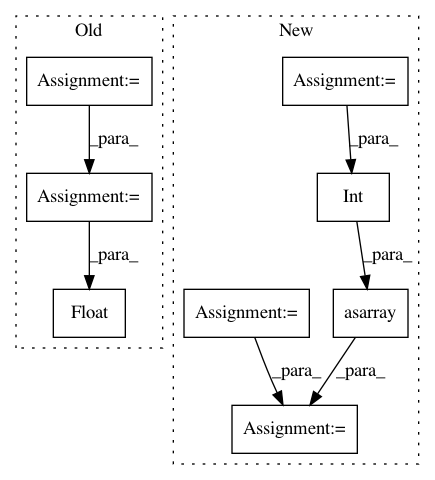 Old
New
Assignment:=
Assignment:=
_para_
_para_
Assignment:=
Int
_para_
_para_
Float
Assignment:=
asarray
_para_
_para_
Assignment:=